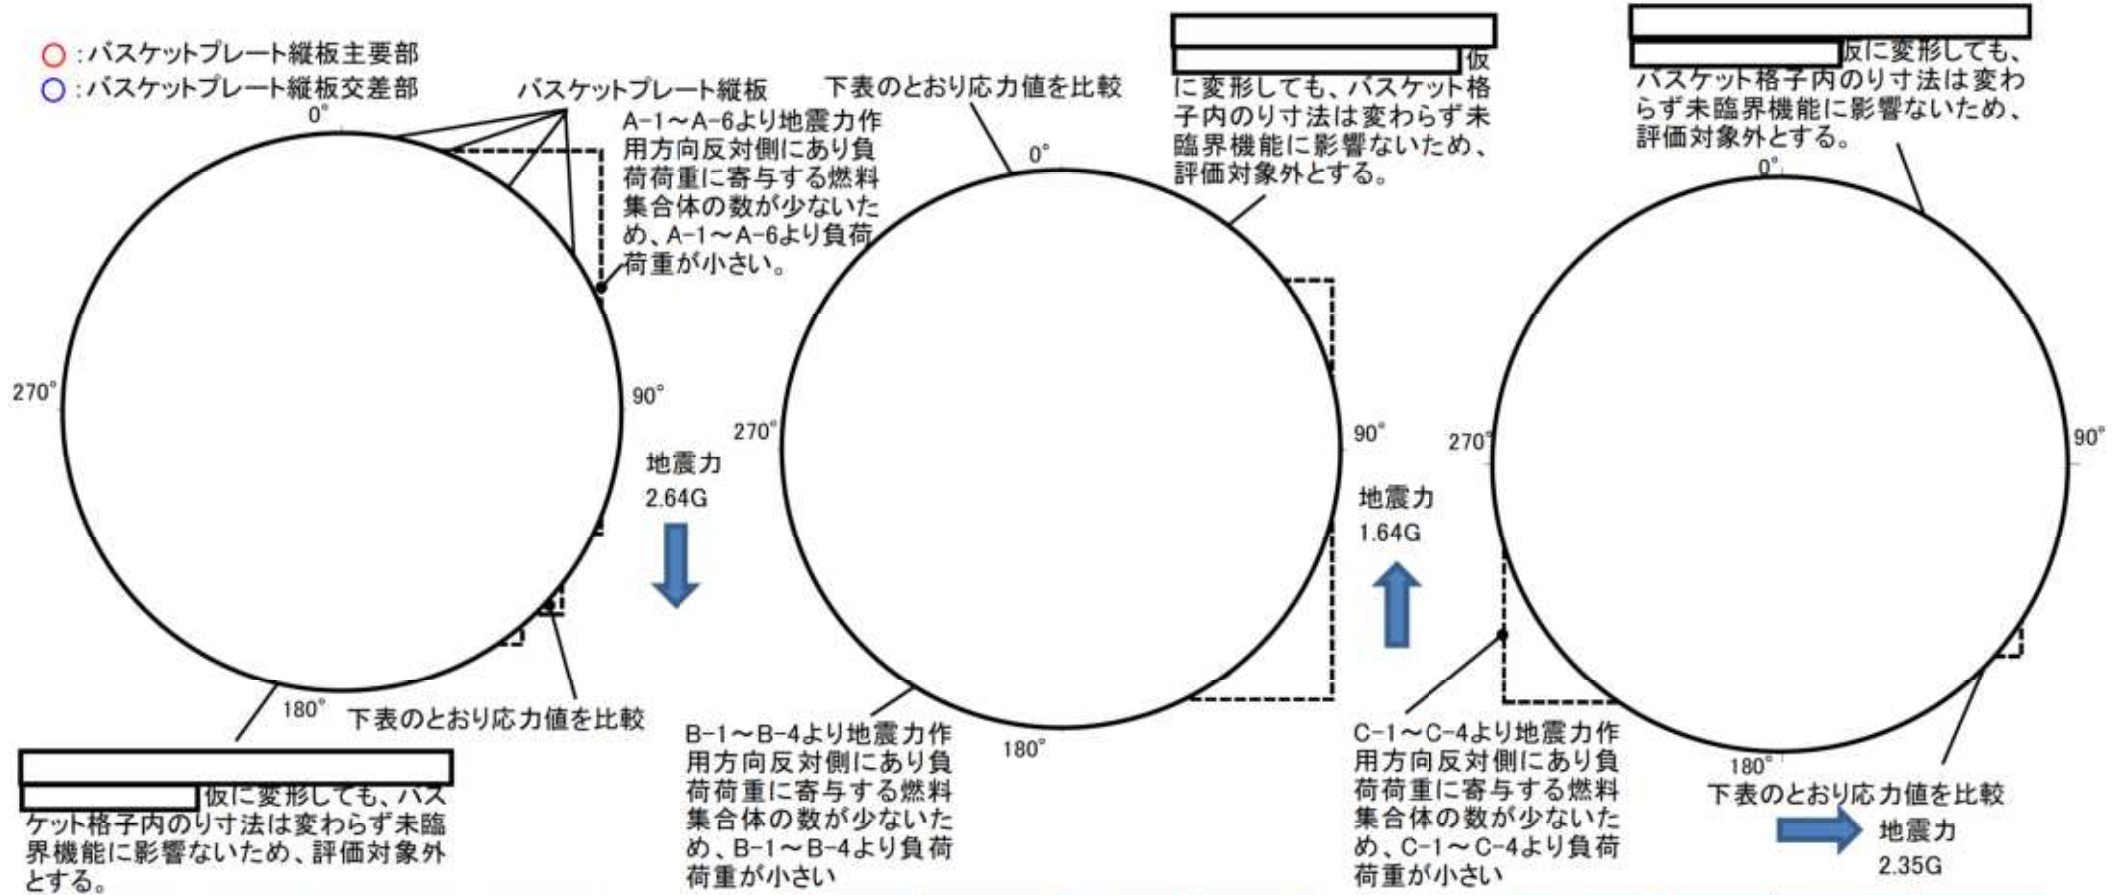 ○：バスケットプレート縦板主要部
○：バスケットプレート縦板交差部
0°
バスケットプレート縦板
A-1～A-6より地震力作
用方向反対側にあり負
荷荷重に寄与する燃料
集合体の数が少ないた
め、A-1～A-6より負荷
荷重が小さい。
270°
90°
地震力
2.64G
180°
下表のとおり応力値を比較
仮に変形しても、バス
ケット格子内のり寸法は変わらず未臨
界機能に影響ないため、評価対象外
とする。
下表のとおり応力値を比較
0°
仮
に変形しても、バスケット格
子内のり寸法は変わらず未
臨界機能に影響ないため、
評価対象外とする。
270°
90°
地震力
1.64G
180°
B-1～B-4より地震力作
用方向反対側にあり負
荷荷重に寄与する燃料
集合体の数が少ないた
め、B-1～B-4より負荷
荷重が小さい
仮に変形しても、
バスケット格子内のり寸法は変わ
らず未臨界機能に影響ないため、
評価対象外とする。
0°
270°
90°
180°
C-1～C-4より地震力作
用方向反対側にあり負
荷荷重に寄与する燃料
集合体の数が少ないた
め、C-1～C-4より負荷
荷重が小さい
下表のとおり応力値を比較
地震力
2.35G